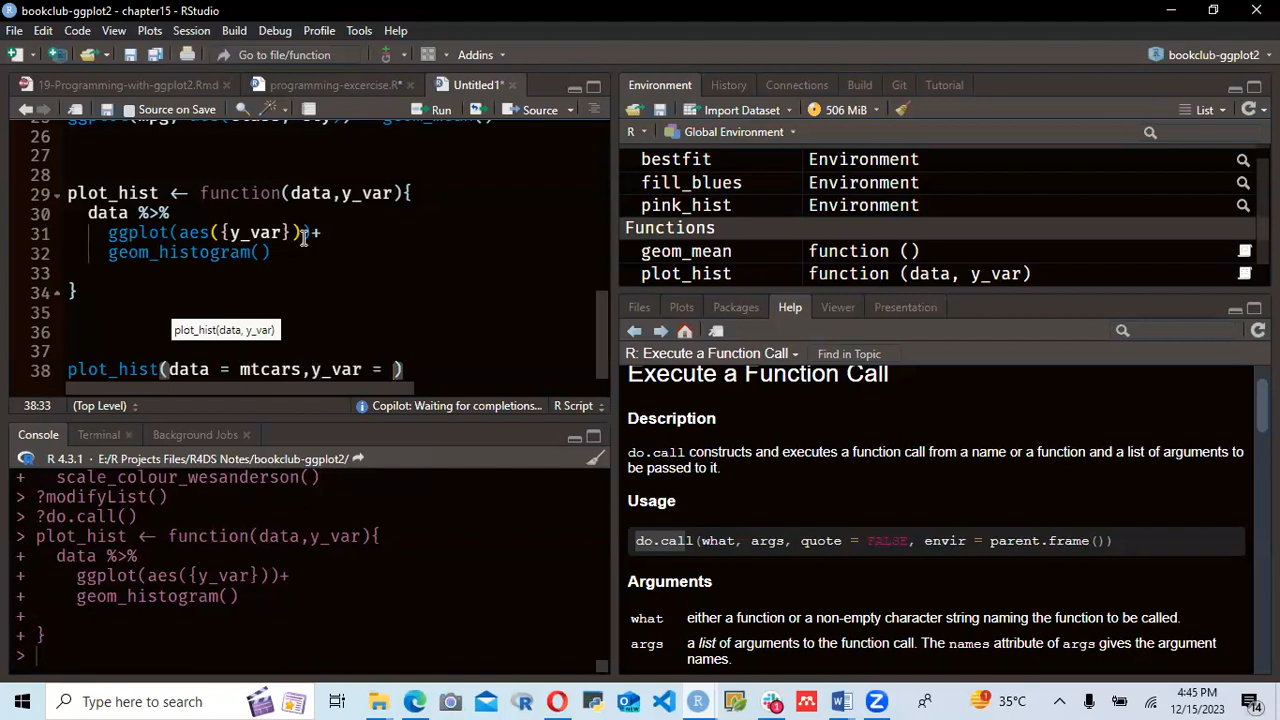 bookclub-ggplot2 - chapter15 - RStudio
File Edit Code View Plots Session Build Debug Profile Tools Help
Go to file/function Addins bookclub-ggplot2
19-Programming-with-ggplot2.Rmd programming-excercise.R* Untitled1*
Source on Save Run Source
26
27
28
29 plot_hist <- function(data,y_var){
30 data %>%
31 ggplot(aes({y_var}))+
32 geom_histogram()
33
34 }
35
36
37
plot_hist(data, y_var)
38 plot_hist(data = mtcars,y_var = )
38:33 (Top Level) Copilot: Waiting for completions... R Script
Console Terminal Background Jobs
R 4.3.1 · E:/R Projects/Files/R4DS Notes/bookclub-ggplot2/
+ scale_colour_wesanderson()
> ?modifyList()
> ?do.call()
> plot_hist <- function(data,y_var){
+ data %>%
+ ggplot(aes({y_var}))+
+ geom_histogram()
+
+ }
>
Environment History Connections Build Git Tutorial
Import Dataset 506 MiB List
R Global Environment
bestfit Environment
fill_blues Environment
pink_hist Environment
Functions
geom_mean function ()
plot_hist function (data, y_var)
Files Plots Packages Help Viewer Presentation
R: Execute a Function Call Find in Topic
Execute a Function Call
Description
do.call constructs and executes a function call from a name or a function and a list of arguments to
be passed to it.
Usage
do.call(what, args, quote = FALSE, envir = parent.frame())
Arguments
what either a function or a non-empty character string naming the function to be called.
args a list of arguments to the function call. The names attribute of args gives the argument
names.
Type here to search 35°C 4:45 PM
12/15/2023 14